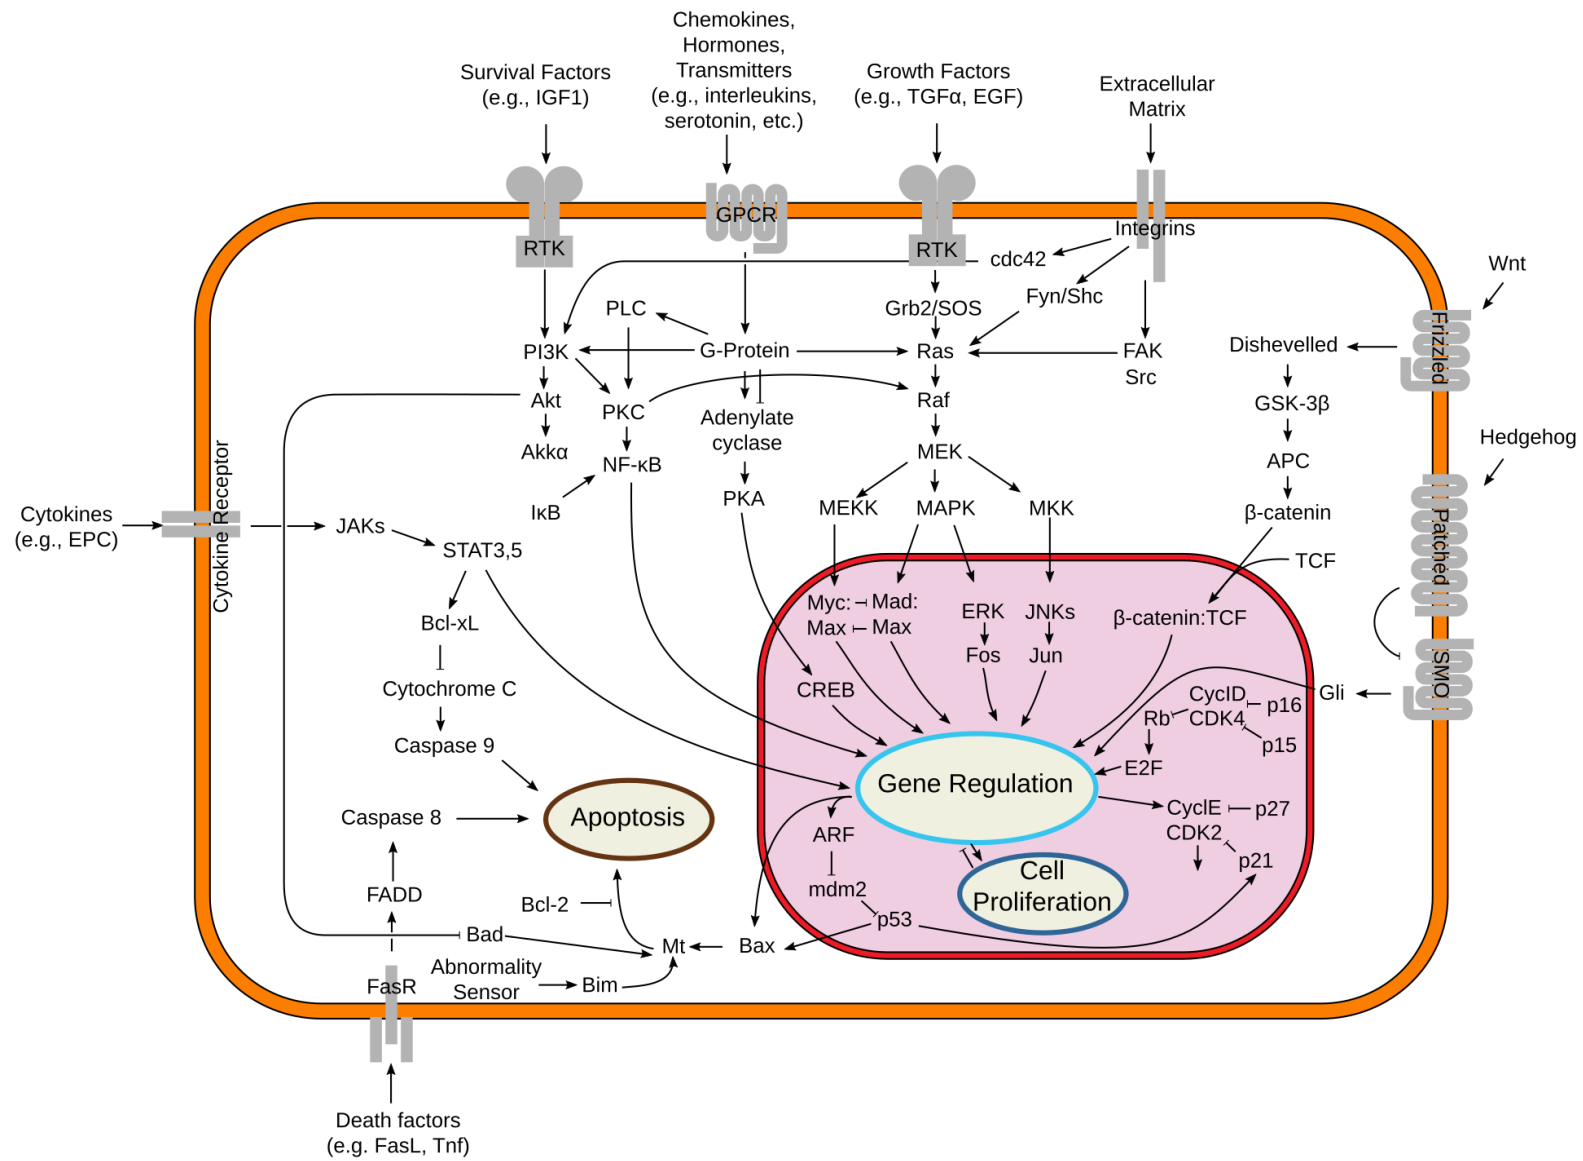 Chemokines,
Hormones,
Transmitters
(e.g., interleukins,
serotonin, etc.)
Survival Factors
(e.g., IGF1)
Growth Factors
(e.g., TGFα, EGF)
Extracellular
Matrix
GPCR
RTK
RTK
Integrins
cdc42
Fyn/Shc
Wnt
Frizzled
PLC
Grb2/SOS
PI3K
G-Protein
Ras
FAK
Src
Dishevelled
Akt
PKC
Adenylate
cyclase
Raf
GSK-3β
Hedgehog
Akkα
NF-κB
MEK
APC
PKA
MEKK
MAPK
MKK
β-catenin
IκB
Patched
Cytokines
(e.g., EPC)
Cytokine Receptor
JAKs
STAT3,5
TCF
Myc:
Mad:
Max
Max
ERK
JNKs
β-catenin:TCF
Bcl-xL
Fos
Jun
SMO
Cytochrome C
CREB
Gli
CycID
CDK4
p16
Rb
p15
Caspase 9
E2F
Gene Regulation
Caspase 8
Apoptosis
ARF
CyclE
CDK2
p27
p21
Cell
Proliferation
FADD
Bcl-2
mdm2
p53
Bad
Mt
Bax
Abnormality
Sensor
Bim
FasR
Death factors
(e.g. FasL, Tnf)